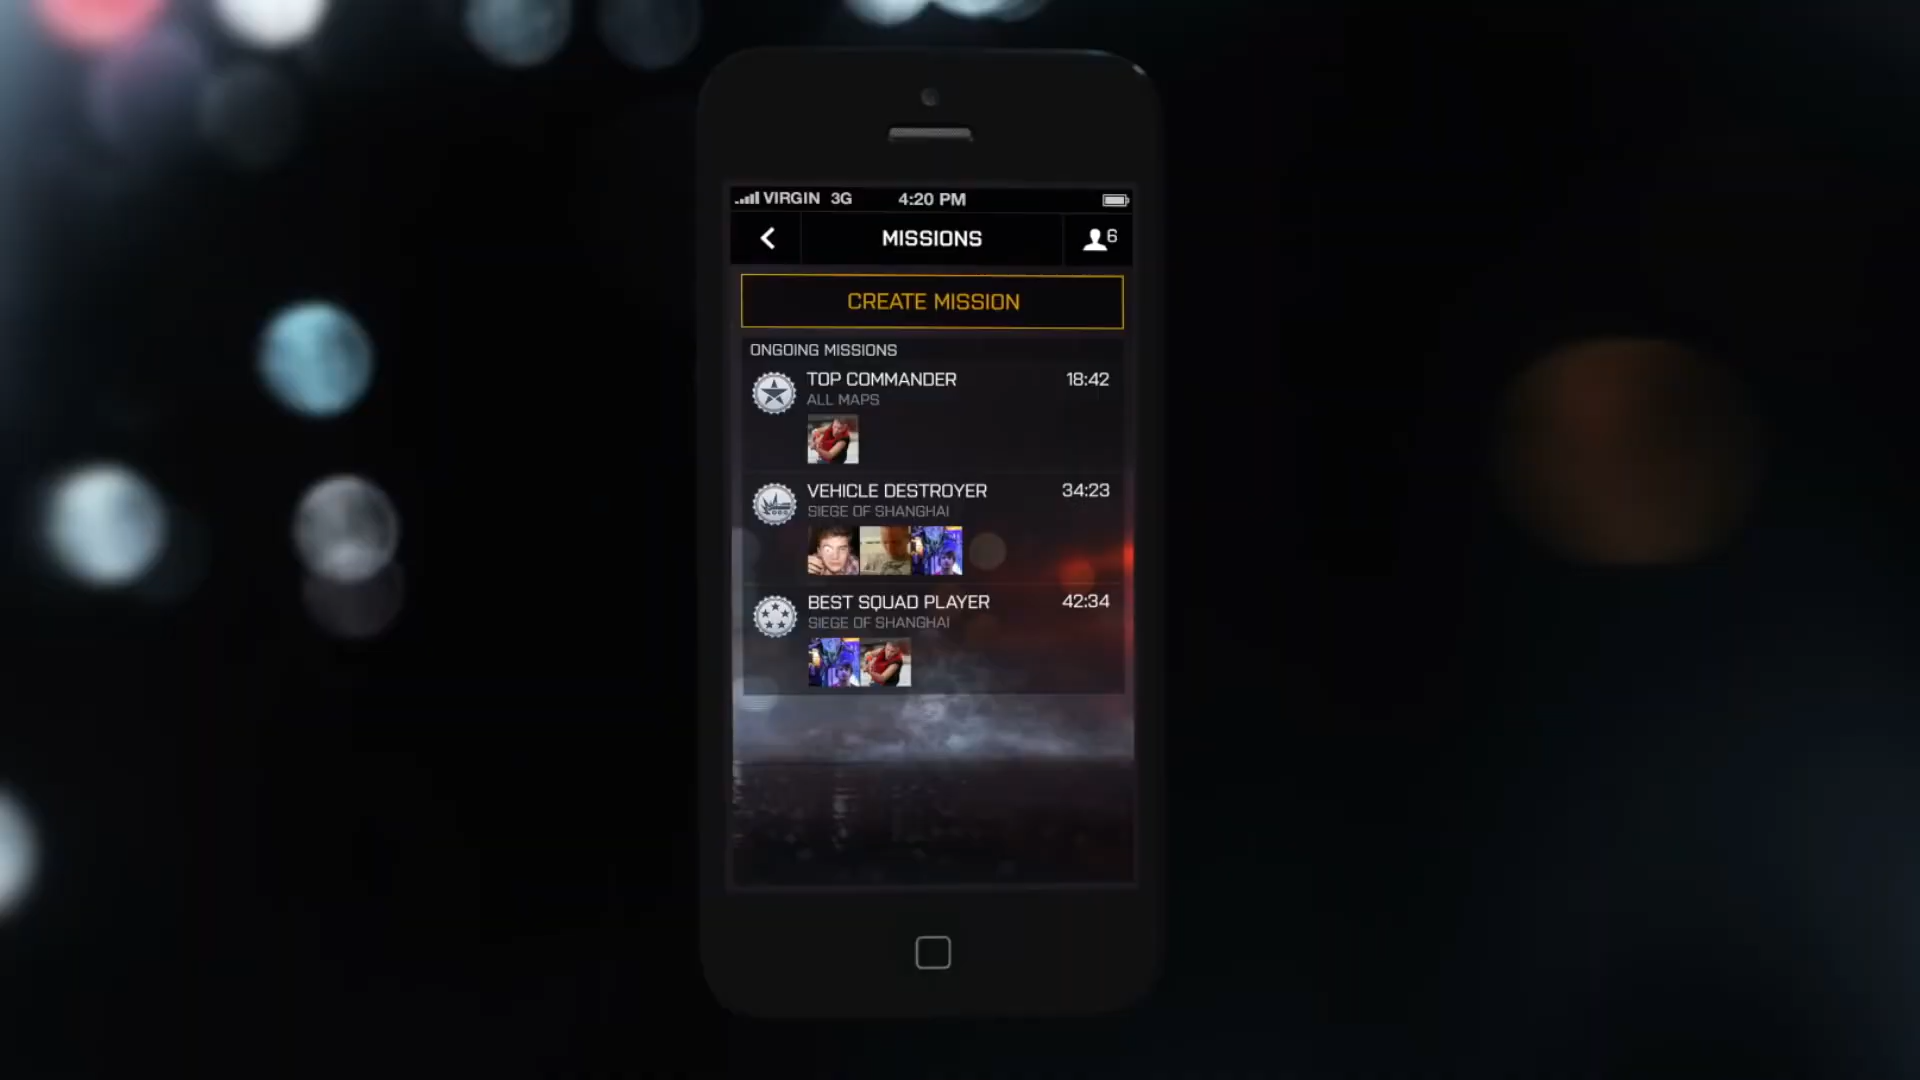 VIRGIN 3G 4:20 PM
MISSIONS
6
CREATE MISSION
ONGOING MISSIONS
TOP COMMANDER 18:42
ALL MAPS
VEHICLE DESTROYER 34:23
SIEGE OF SHANGHAI
BEST SQUAD PLAYER 42:34
SIEGE OF SHANGHAI